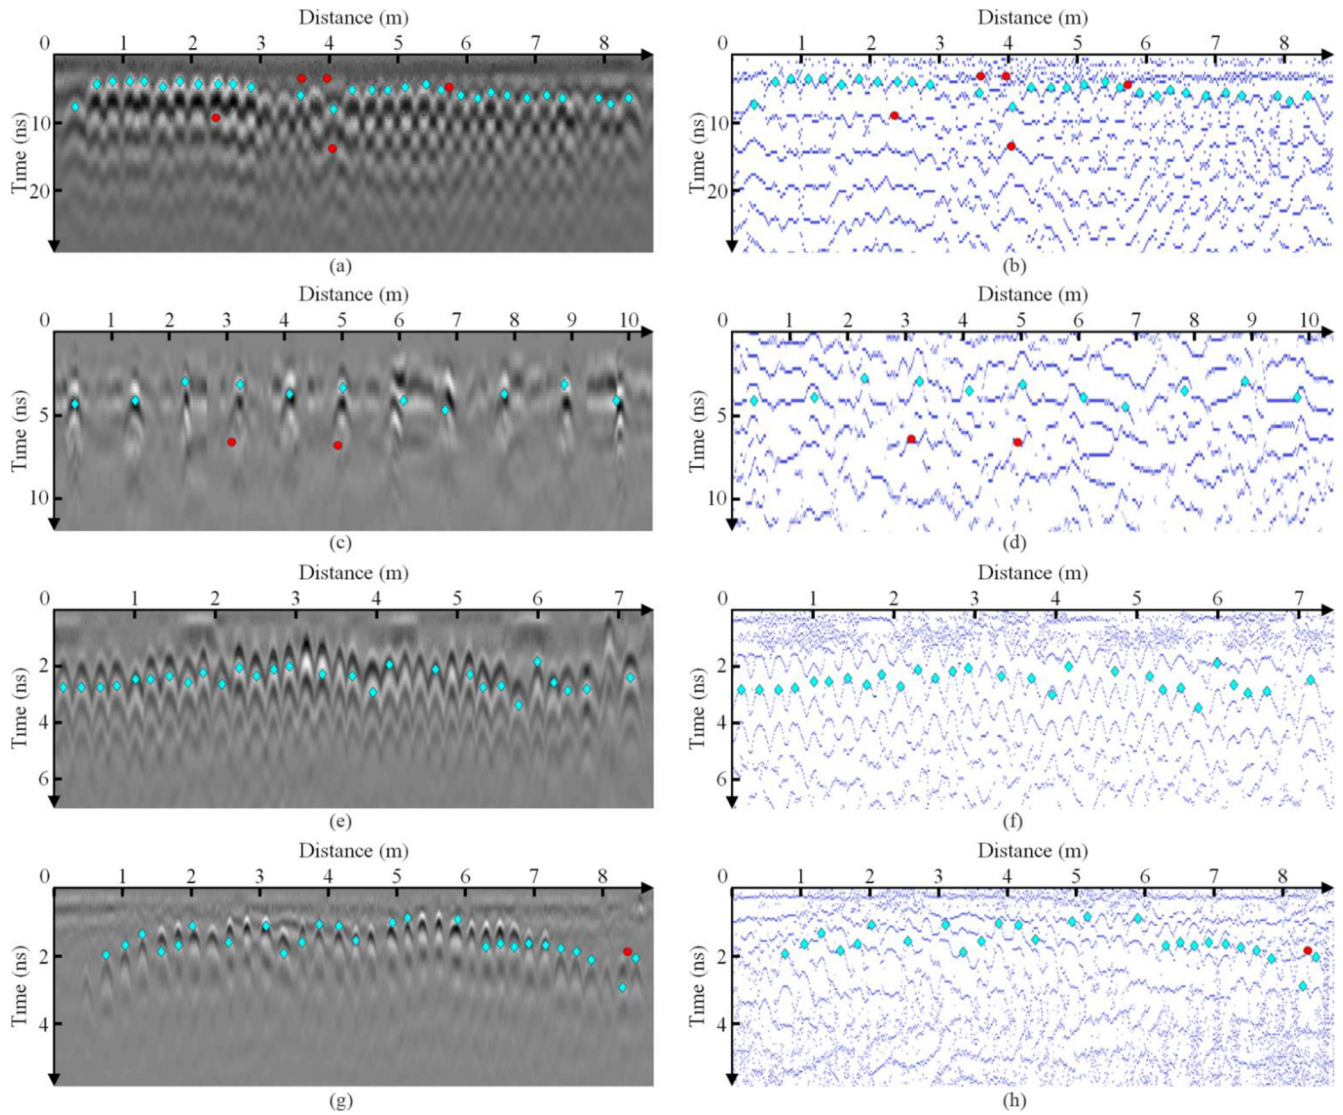 Distance (m) Distance (m)
0 1 2 3 4 5 6 7 8 0 1 2 3 4 5 6 7 8
Time (ns) 10 20 Time (ns) 10 20
(a) (b)
Distance (m) Distance (m)
0 1 2 3 4 5 6 7 8 9 10 0 1 2 3 4 5 6 7 8 9 10
Time (ns) 5 10 Time (ns) 5 10
(c) (d)
Distance (m) Distance (m)
0 1 2 3 4 5 6 7 0 1 2 3 4 5 6 7
Time (ns) 2 4 6 Time (ns) 2 4 6
(e) (f)
Distance (m) Distance (m)
0 1 2 3 4 5 6 7 8 0 1 2 3 4 5 6 7 8
Time (ns) 2 4 Time (ns) 2 4
(g) (h)